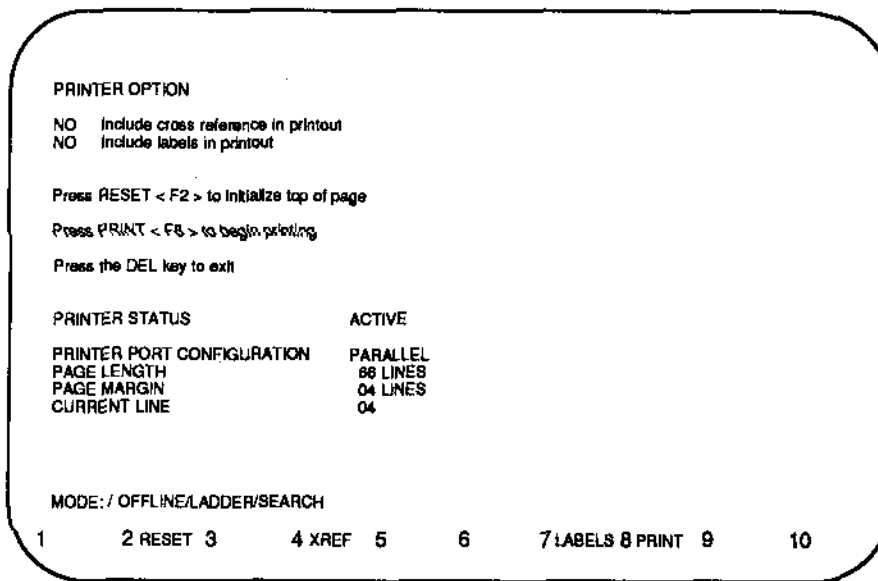 PRINTER OPTION
NO Include cross reference in printout
NO Include labels in printout
Press RESET < F2 > to initialize top of page
Press PRINT < F8 > to begin printing
Press the DEL key to exit
PRINTER STATUS ACTIVE
PRINTER PORT CONFIGURATION PARALLEL
PAGE LENGTH 66 LINES
PAGE MARGIN 04 LINES
CURRENT LINE 04
MODE: / OFFLINE/LADDER/SEARCH
1 2 RESET 3 4 XREF 5 6 7 LABELS 8 PRINT 9 10